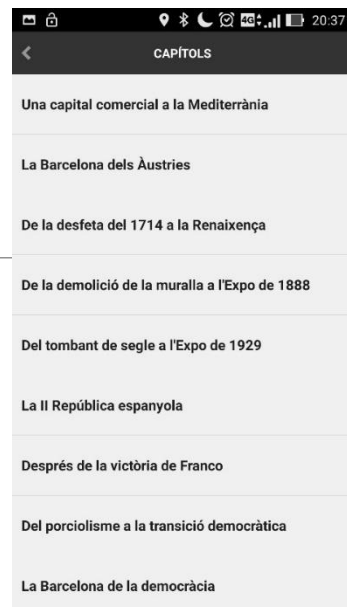 4G 20:37
CAPÍTOLS
Una capital comercial a la Mediterrània
La Barcelona dels Àustries
De la desfeta del 1714 a la Renaixença
De la demolició de la muralla a l'Expo de 1888
Del tombant de segle a l'Expo de 1929
La II República espanyola
Després de la victòria de Franco
Del porciolisme a la transició democràtica
La Barcelona de la democràcia